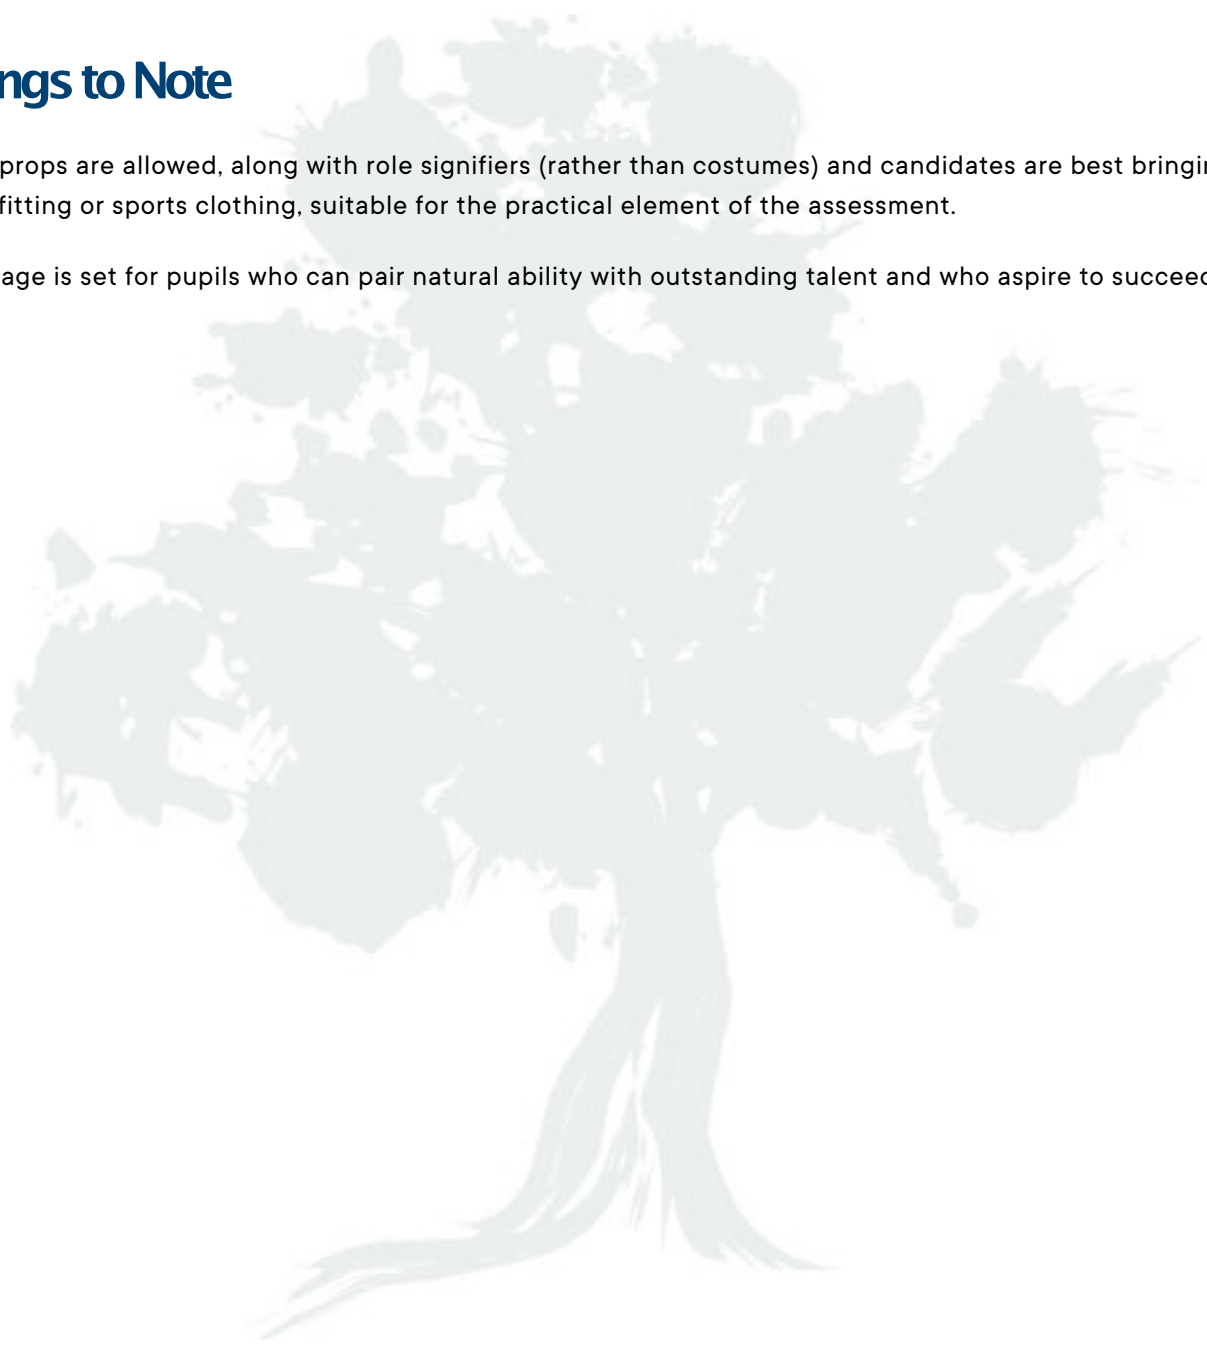 ngs to Note
props are allowed, along with role signifiers (rather than costumes) and candidates are best bringin
fitting or sports clothing, suitable for the practical element of the assessment.
age is set for pupils who can pair natural ability with outstanding talent and who aspire to succeed